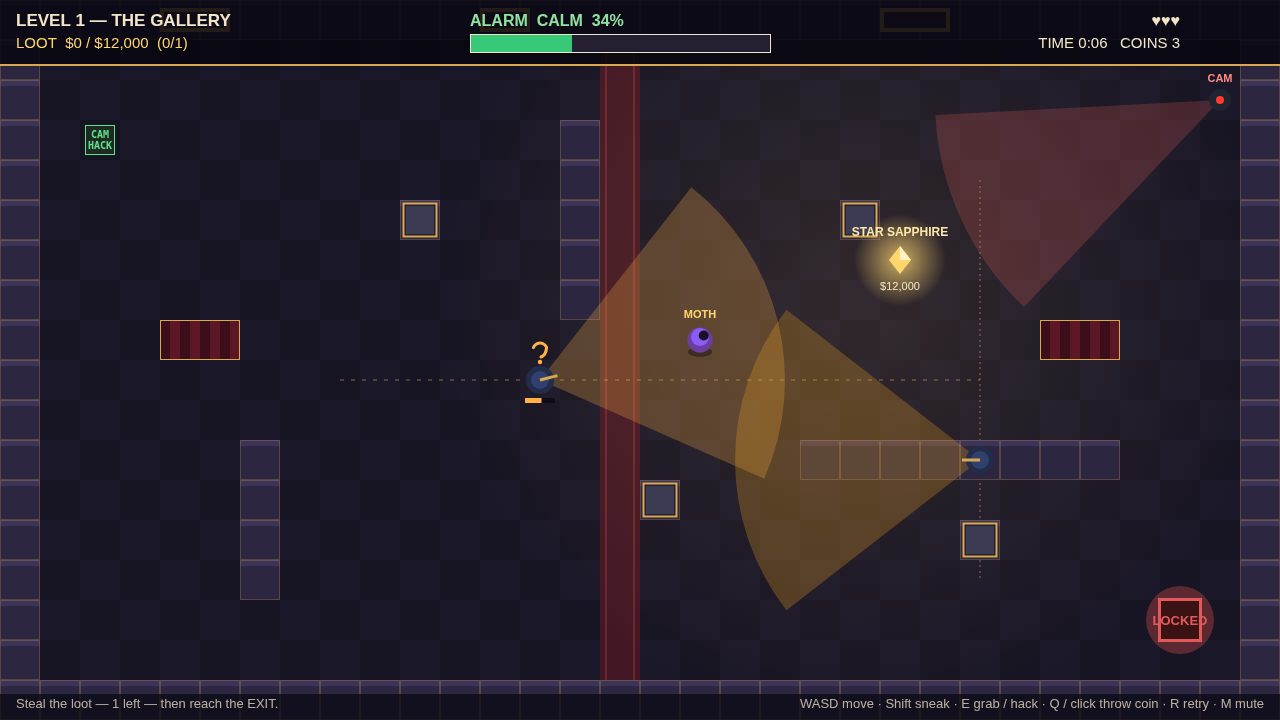 LEVEL 1 — THE GALLERY
LOOT $0 / $12,000 (0/1)
ALARM CALM 34%
♥♥♥
TIME 0:06 COINS 3
CAM
CAM
HACK
STAR SAPPHIRE
$12,000
MOTH
?
LOCKED
Steal the loot — 1 left — then reach the EXIT.
WASD move · Shift sneak · E grab / hack · Q / click throw coin · R retry · M mute